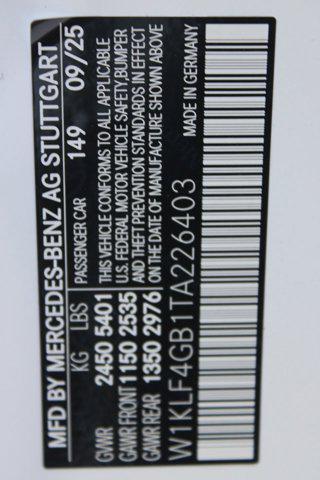 MFD BY MERCEDES-BENZ AG STUTTGART
KG LBS PASSENGER CAR 149 09/25
GWR 2450 5401 THIS VEHICLE CONFORMS TO ALL APPLICABLE
GAWR FRONT 1150 2535 U.S. FEDERAL MOTOR VEHICLE SAFETY, BUMPER
GAWR REAR 1350 2976 AND THEFT PREVENTION STANDARDS IN EFFECT
ON THE DATE OF MANUFACTURE SHOWN ABOVE
W1KLF4GB1TA226403 MADE IN GERMANY